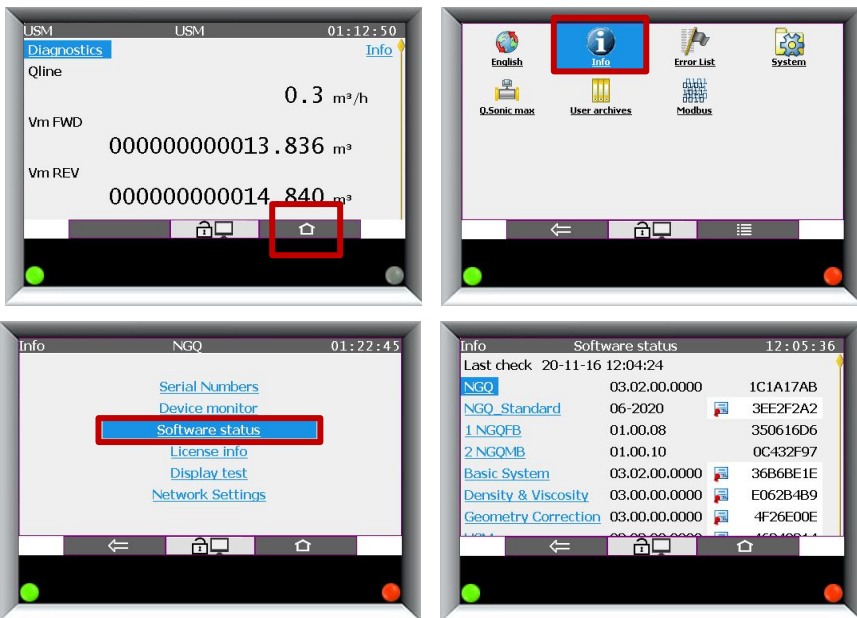 USM USM 01:12:50
Diagnostics Info
Qline
0.3 m³/h
Vm FWD
000000000013.836 m³
Vm REV
000000000014.840 m³
English Info Error List System
Q.Sonic max User archives Modbus
Info NGQ 01:22:45
Serial Numbers
Device monitor
Software status
License info
Display test
Network Settings
Info Software status 12:05:36
Last check 20-11-16 12:04:24
NGQ 03.02.00.0000 1C1A17AB
NGQ_Standard 06-2020 3EE2F2A2
1 NGQFB 01.00.08 350616D6
2 NGQMB 01.00.10 0C432F97
Basic System 03.02.00.0000 36B6BE1E
Density & Viscosity 03.00.00.0000 E062B4B9
Geometry Correction 03.00.00.0000 4F26E00E